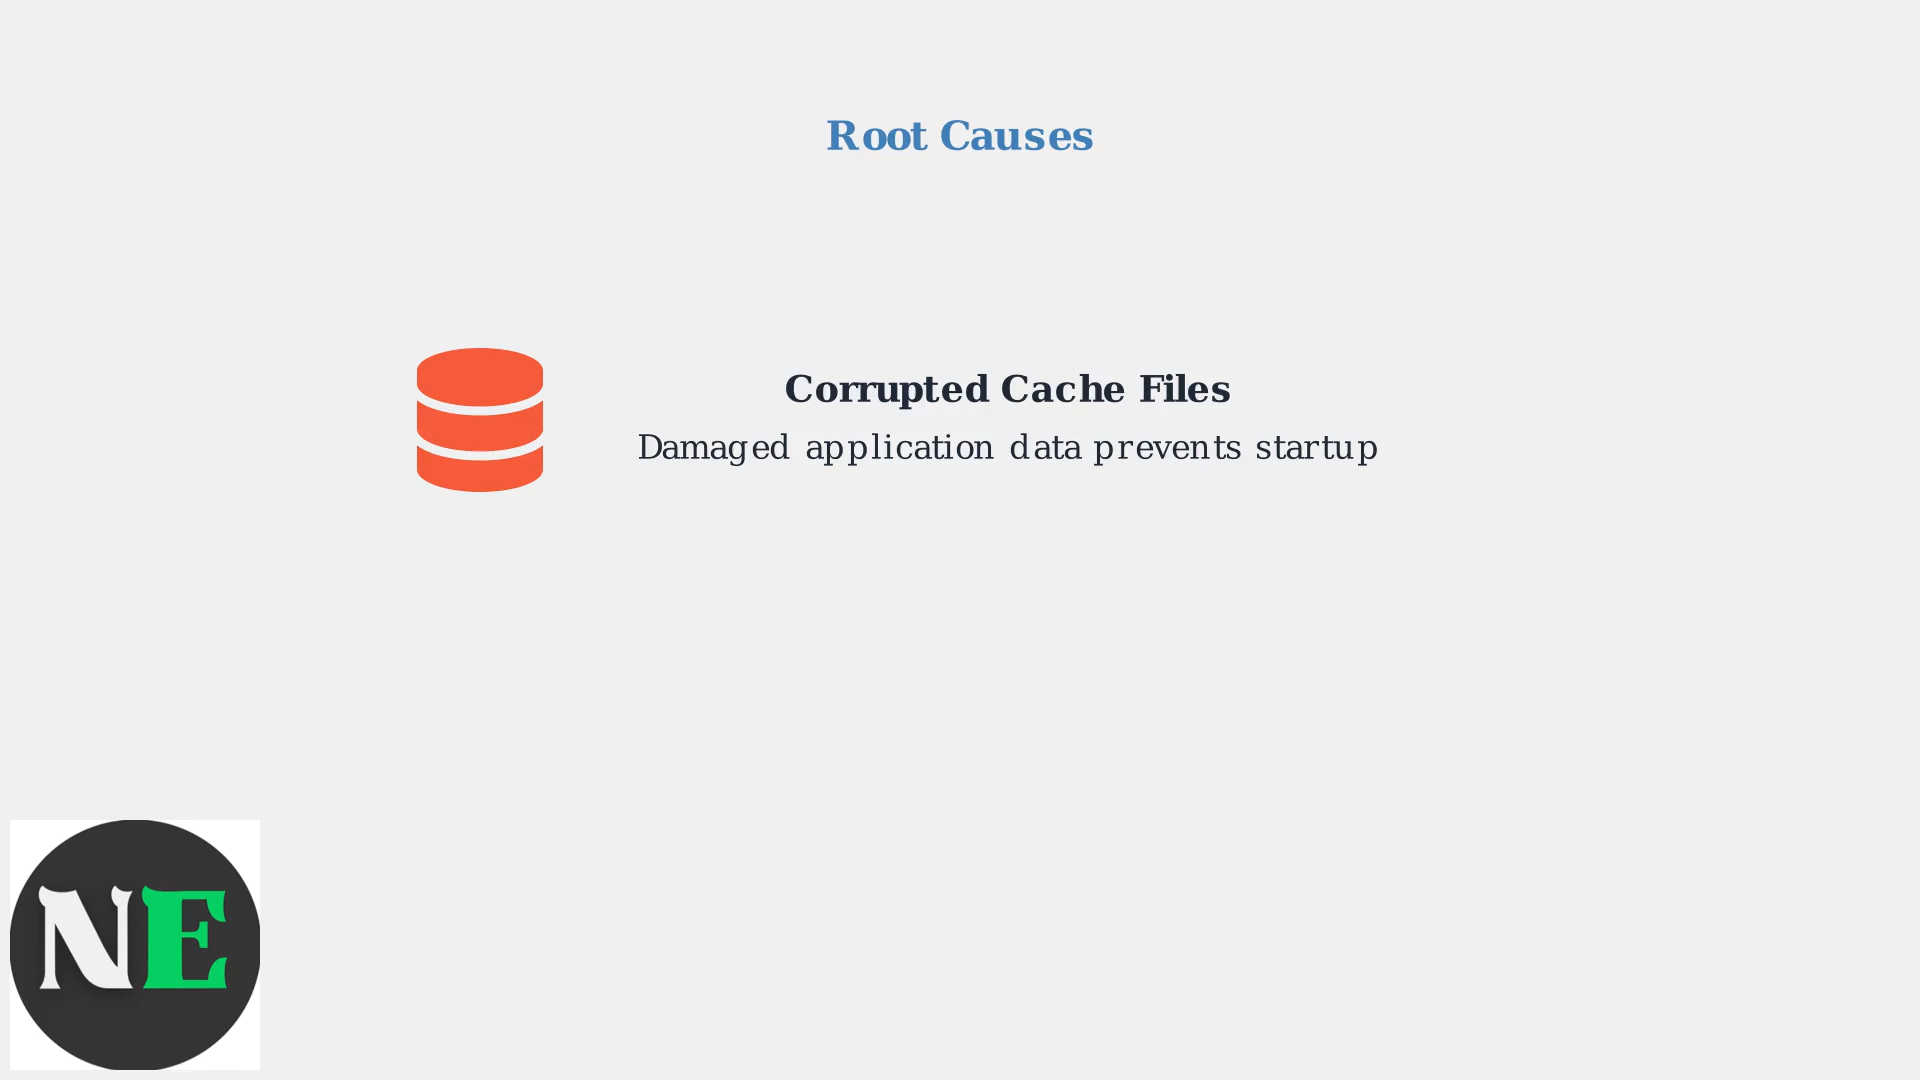 Root Causes
Corrupted Cache Files
Damaged application data prevents startup
NE